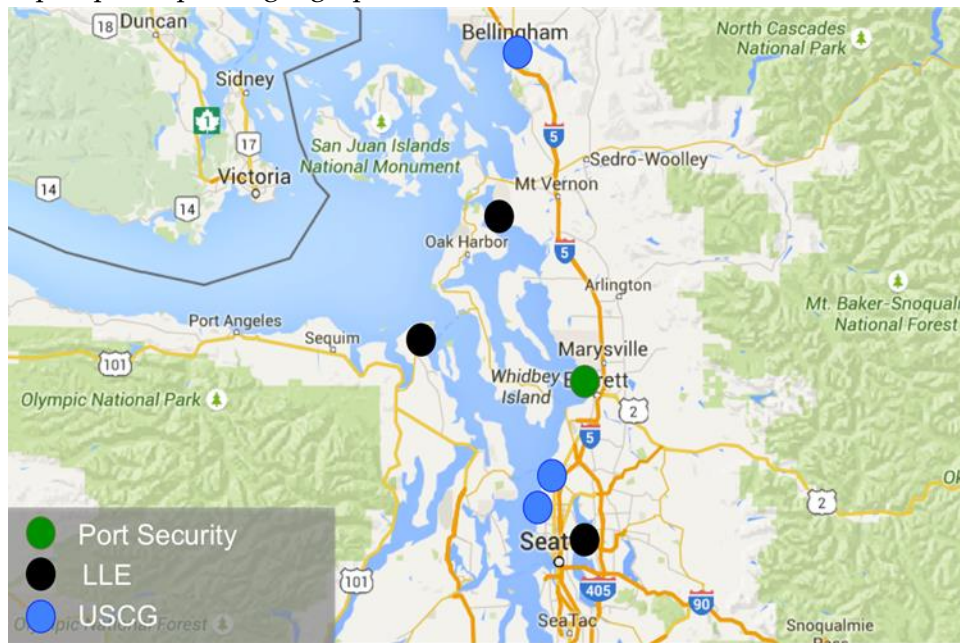 18
Duncan
Bellingham
North Cascades
National Park
Sidney
1
17
San Juan Islands
National Monument
5
Sedro-Woolley
Victoria
Mt Vernon
14
14
Oak Harbor
5
Arlington
Mt. Baker-Snoqualm
National Forest
Port Angeles
Sequim
Marysville
101
Whidbey
Island
Olympic National Park
2
5
2
Port Security
LLE
USCG
101
405
90
SeaTac
Snoqualmie